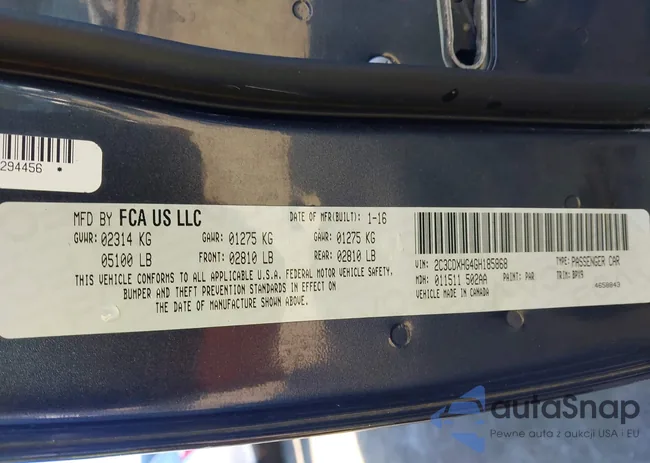 294456 *
MFD BY FCA US LLC DATE OF MFR(BUILT): 1-16
GVWR: 02314 KG GAWR: 01275 KG GAWR: 01275 KG
05100 LB FRONT: 02810 LB REAR: 02810 LB
THIS VEHICLE CONFORMS TO ALL APPLICABLE U.S.A. FEDERAL MOTOR VEHICLE SAFETY,
BUMPER AND THEFT PREVENTION STANDARDS IN EFFECT ON
THE DATE OF MANUFACTURE SHOWN ABOVE.
VIN: 2C3CDXHG4GH185868 TYPE: PASSENGER CAR
MDH: 011511 502AA PAINT: PAR TRIM: BPX9
VEHICLE MADE IN CANADA 4658843
autaSnap
Pewne auta z aukcji USA i EU